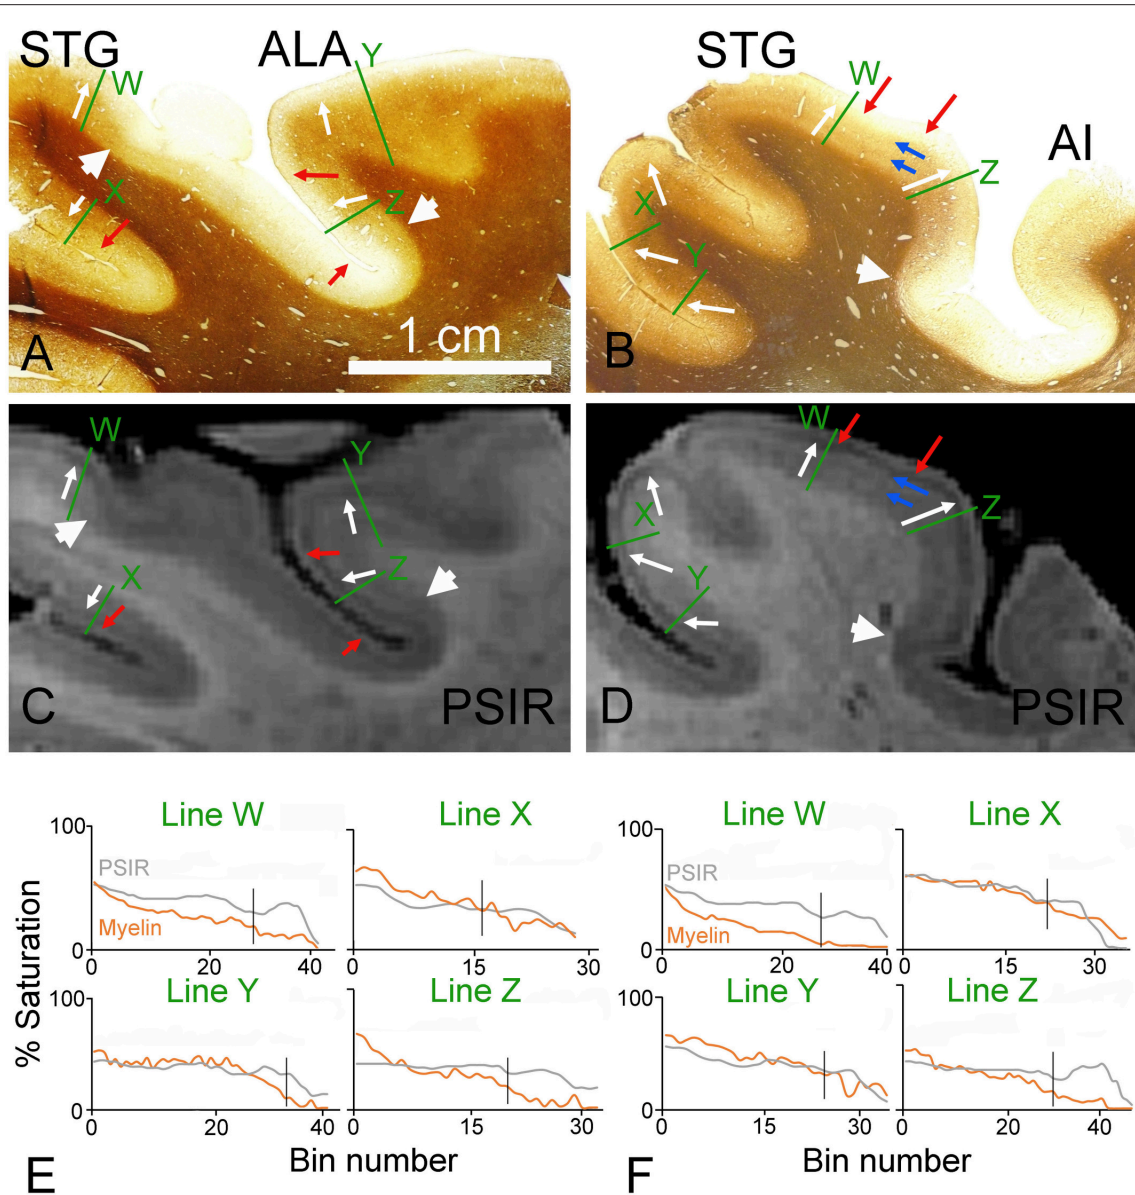 STG ALA Y
W
X
Z
1 cm
A
STG
W
AI
Z
X
Y
B
W
Y
X
Z
C PSIR
W
Z
X
Y
D PSIR
Line W Line X Line W Line X
100 100
PSIR PSIR
Myelin Myelin
0 0
0 20 40 0 15 30 0 20 40 0 15 30
% Saturation
Line Y Line Z Line Y Line Z
100 100
0 0
0 20 40 0 15 30 0 15 30 0 20 40
Bin number Bin number
E F